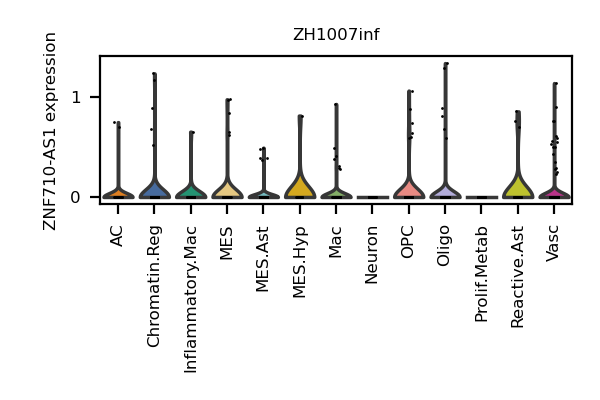 ZH1007inf
ZNF710-AS1 expression
1
0
AC
Chromatin.Reg
Inflammatory.Mac
MES
MES.Ast
MES.Hyp
Mac
Neuron
OPC
Oligo
Prolif.Metab
Reactive.Ast
Vasc